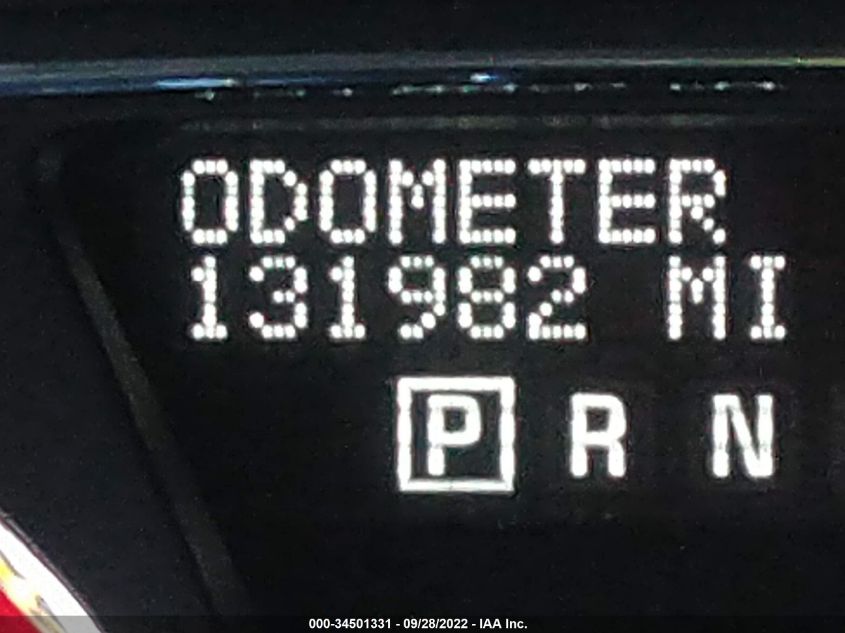 ODOMETER
131982 MI
P R N
000-34501331 - 09/28/2022 - IAA Inc.